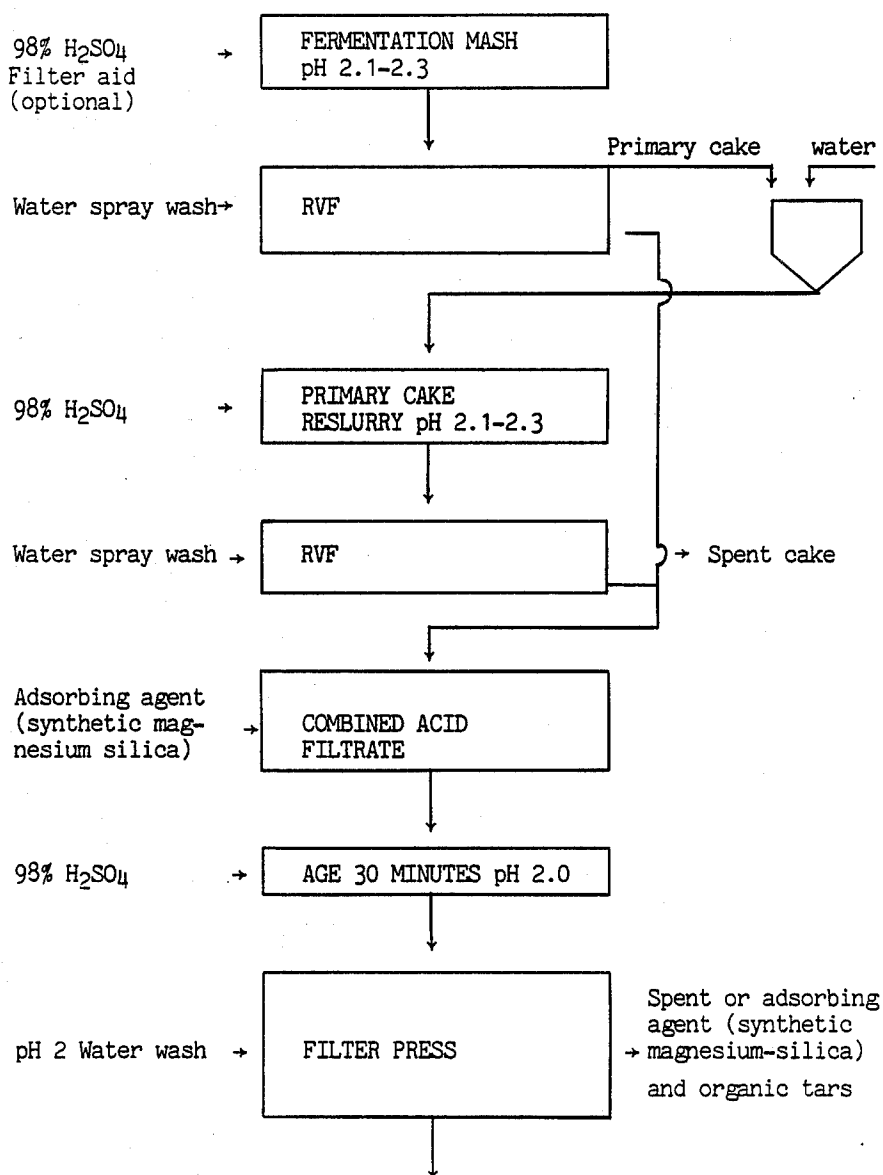 98% H2SO4
Filter aid
(optional)
FERMENTATION MASH
pH 2.1-2.3
Primary cake
water
Water spray wash
RVF
98% H2SO4
PRIMARY CAKE
RESLURRY pH 2.1-2.3
Water spray wash
RVF
Spent cake
Adsorbing agent
(synthetic mag-
nesium silica)
COMBINED ACID
FILTRATE
98% H2SO4
AGE 30 MINUTES pH 2.0
pH 2 Water wash
FILTER PRESS
Spent or adsorbing
agent (synthetic
magnesium-silica)
and organic tars